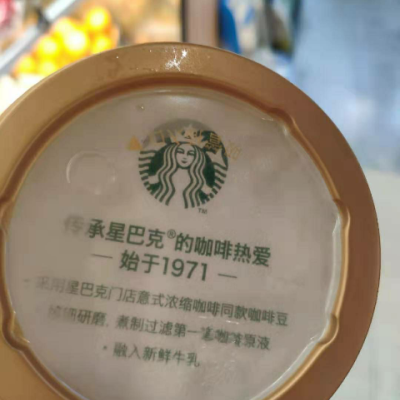 传承星巴克®的咖啡热爱
—始于1971—
采用星巴克门店意式浓缩咖啡同款咖啡豆
研磨，煮制过滤第一道咖啡原液
·融入新鲜牛乳